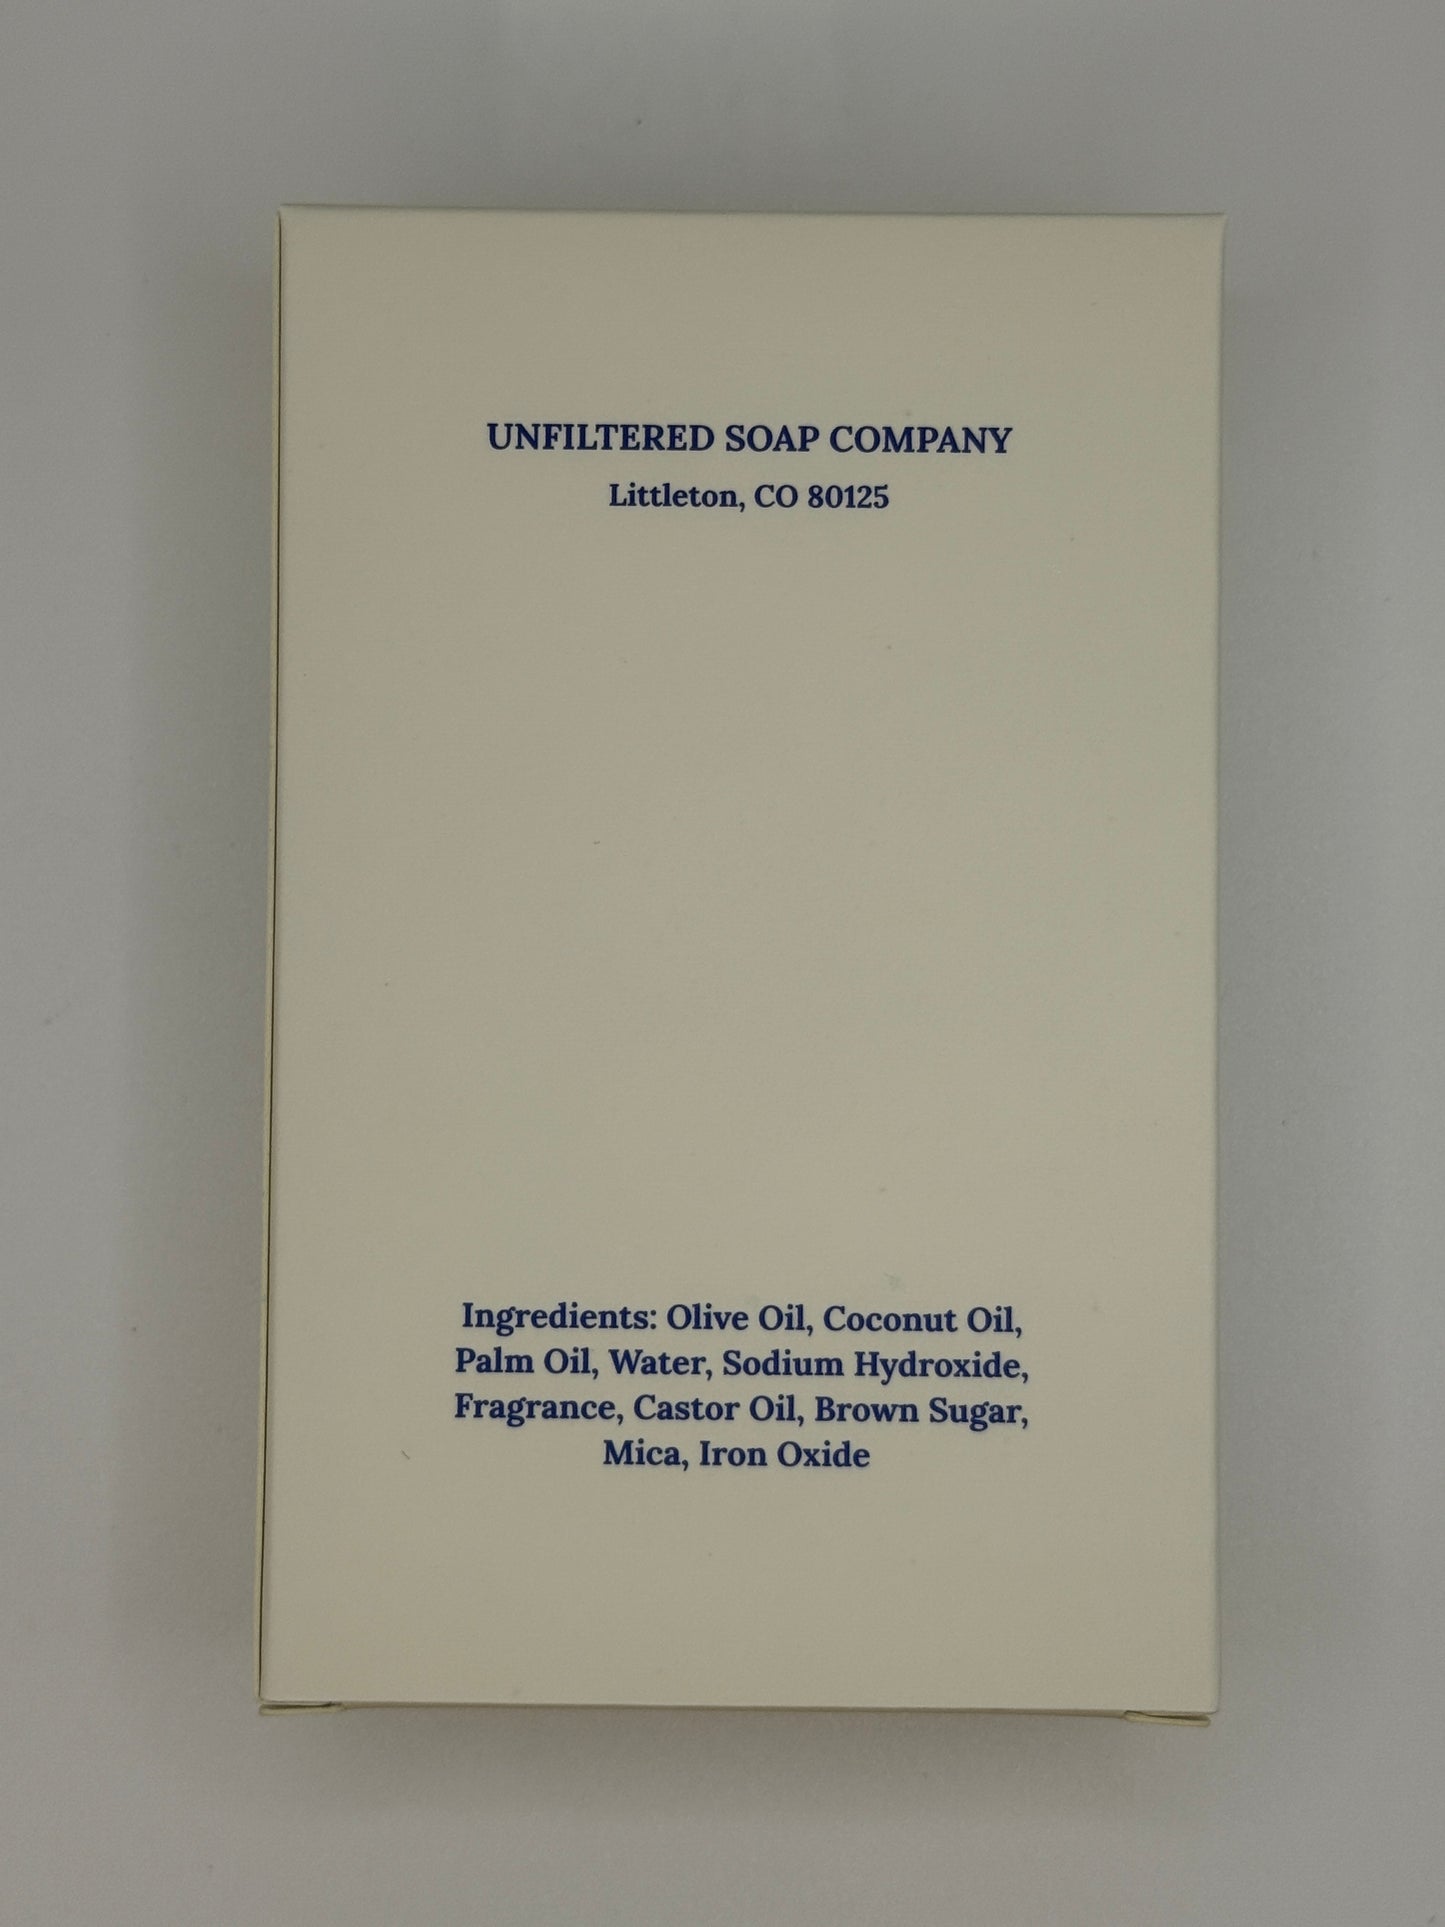 UNFILTERED SOAP COMPANY
Littleton, CO 80125
Ingredients: Olive Oil, Coconut Oil,
Palm Oil, Water, Sodium Hydroxide,
Fragrance, Castor Oil, Brown Sugar,
Mica, Iron Oxide